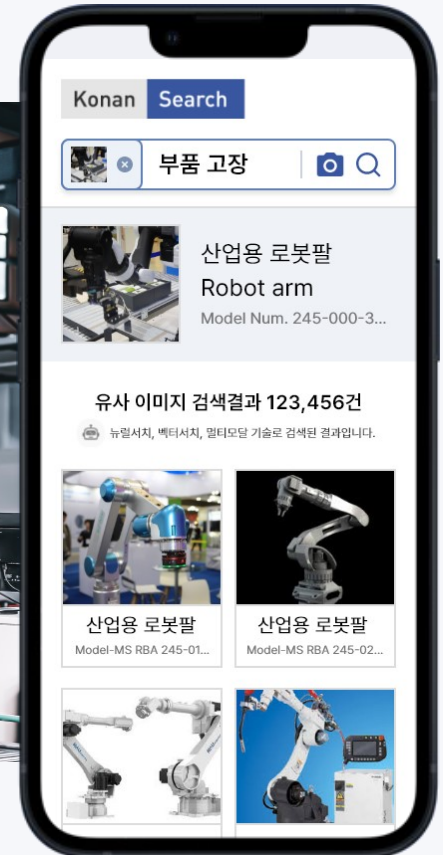 Konan Search
부품 고장
산업용 로봇팔
Robot arm
Model Num. 245-000-3...
유사 이미지 검색결과 123,456건
뉴럴서치, 벡터서치, 멀티모달 기술로 검색된 결과입니다.
산업용 로봇팔
Model-MS RBA 245-01...
산업용 로봇팔
Model-MS RBA 245-02...